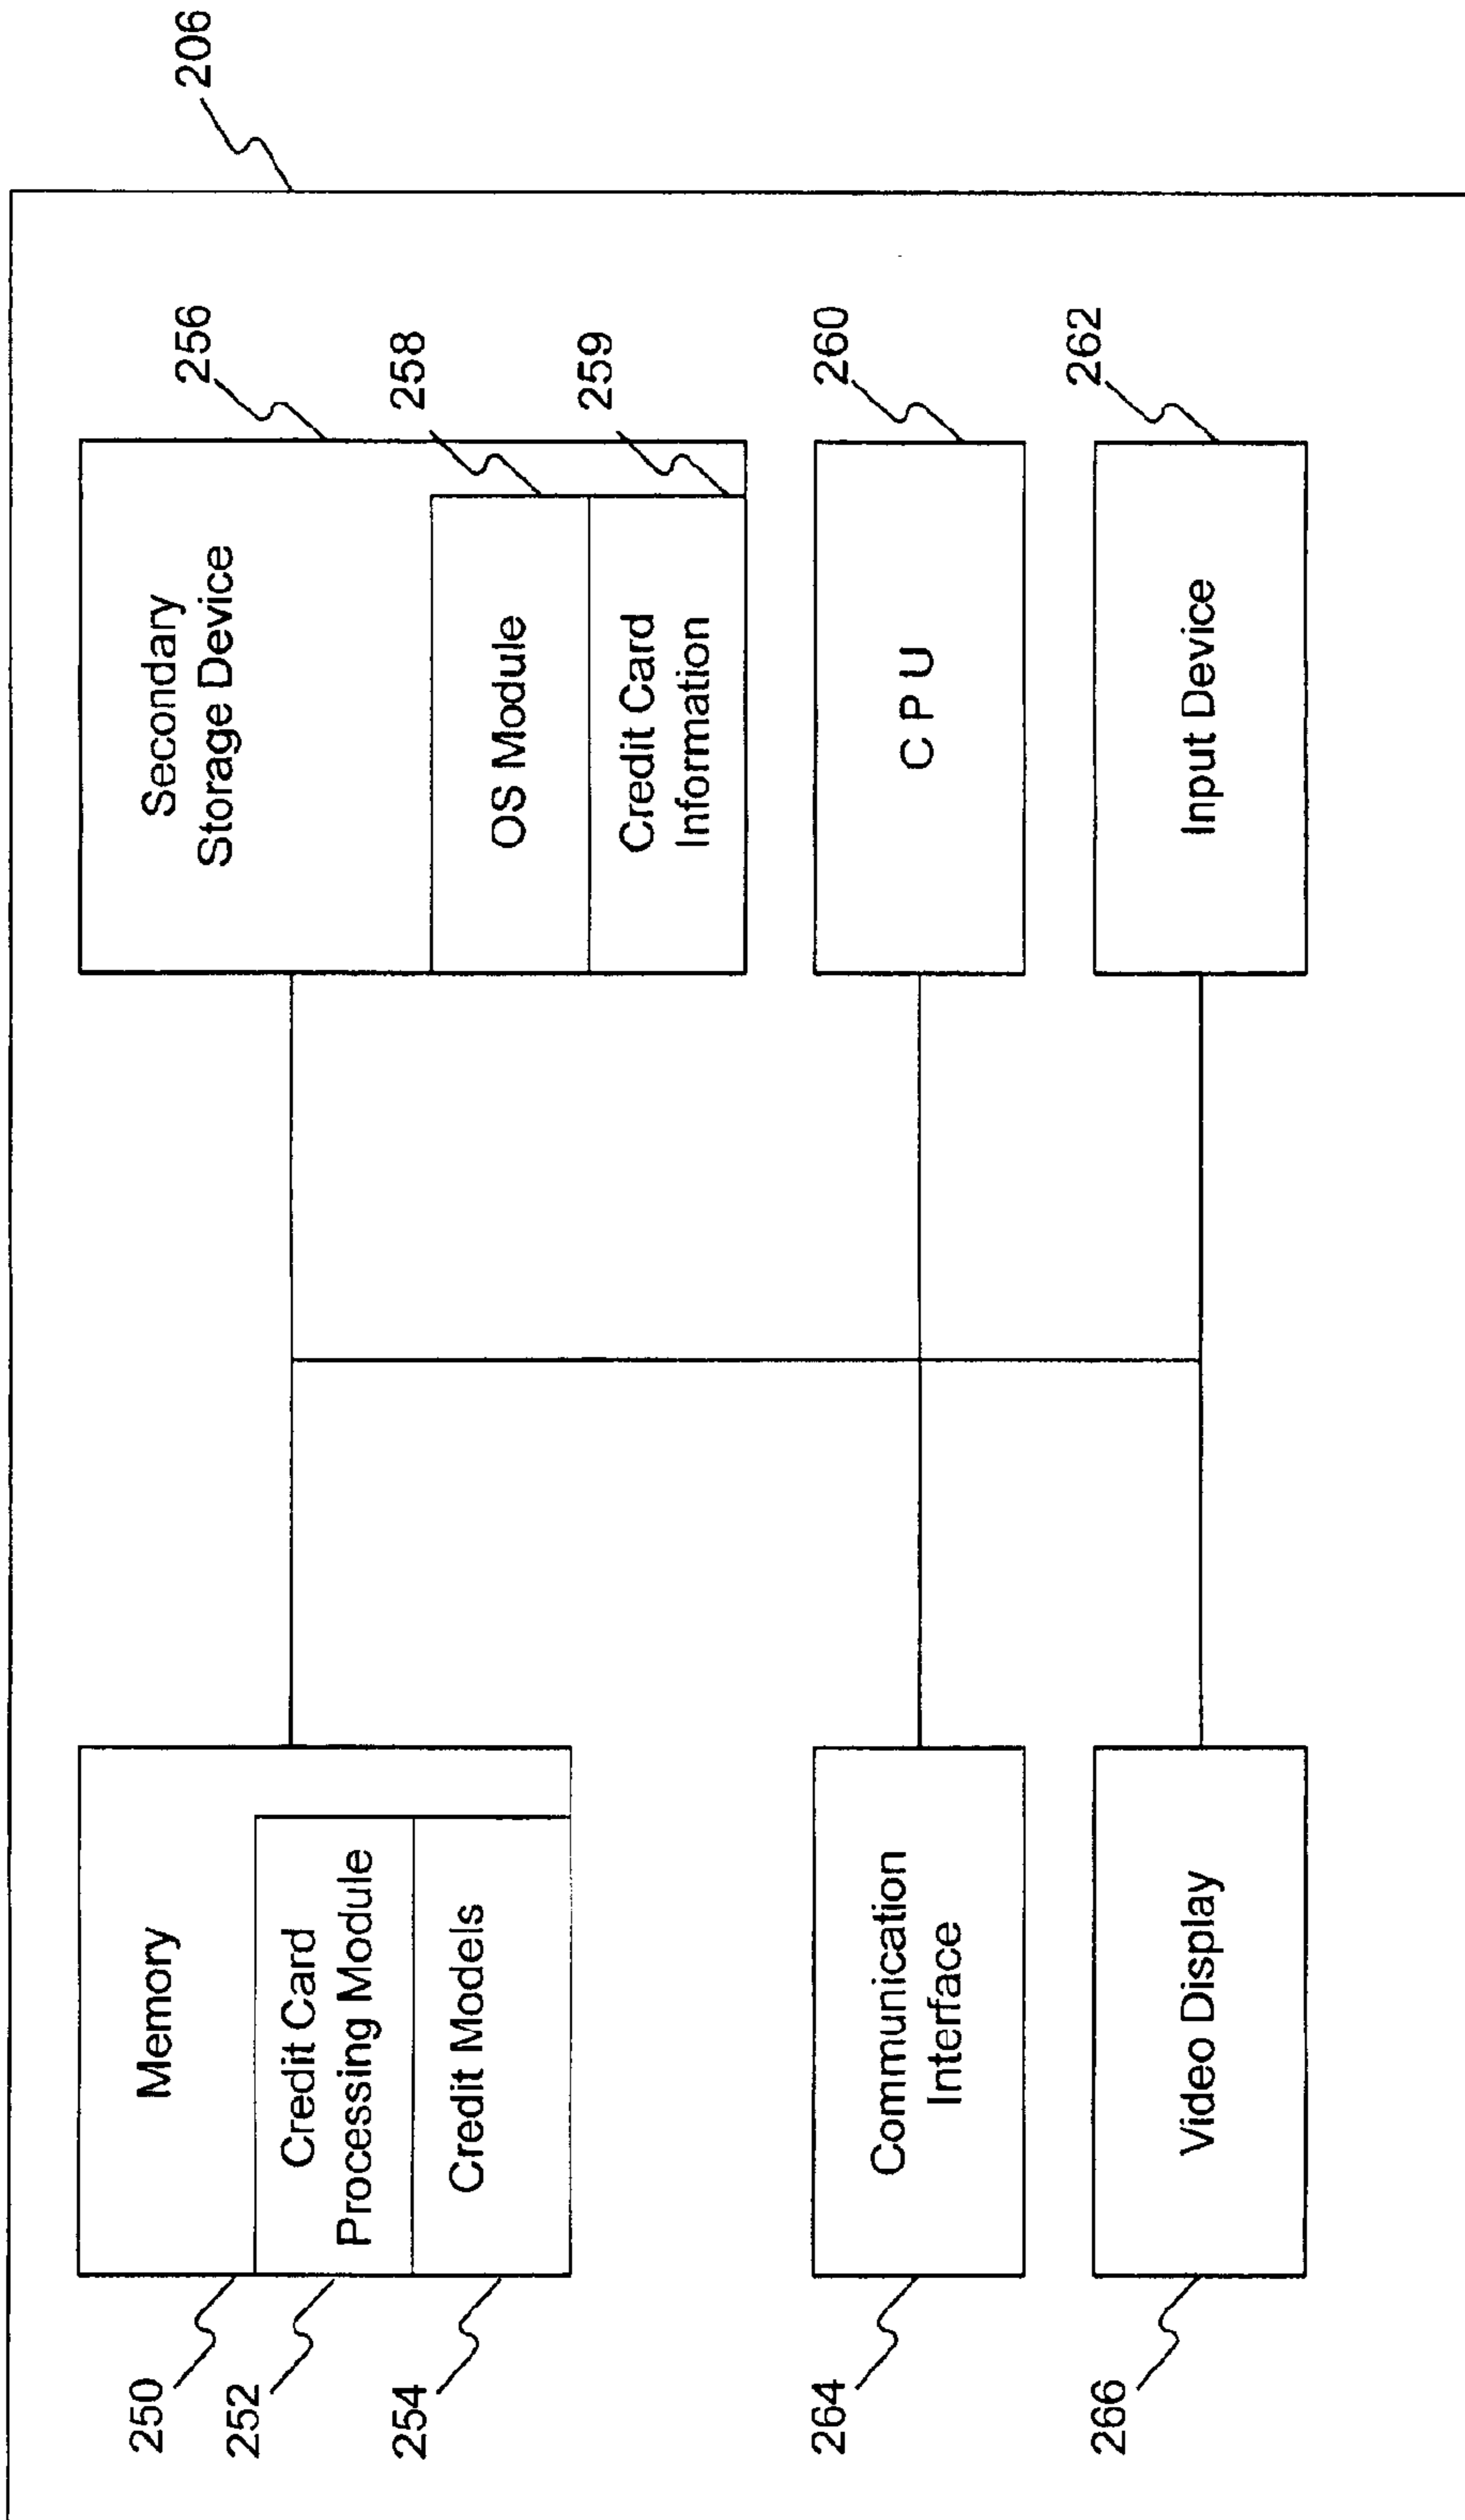 206
250
Memory
252
Credit Card
Processing Module
254
Credit Models
256
Secondary
Storage Device
258
OS Module
259
Credit Card
Information
264
Communication
Interface
260
C P U
266
Video Display
262
Input Device